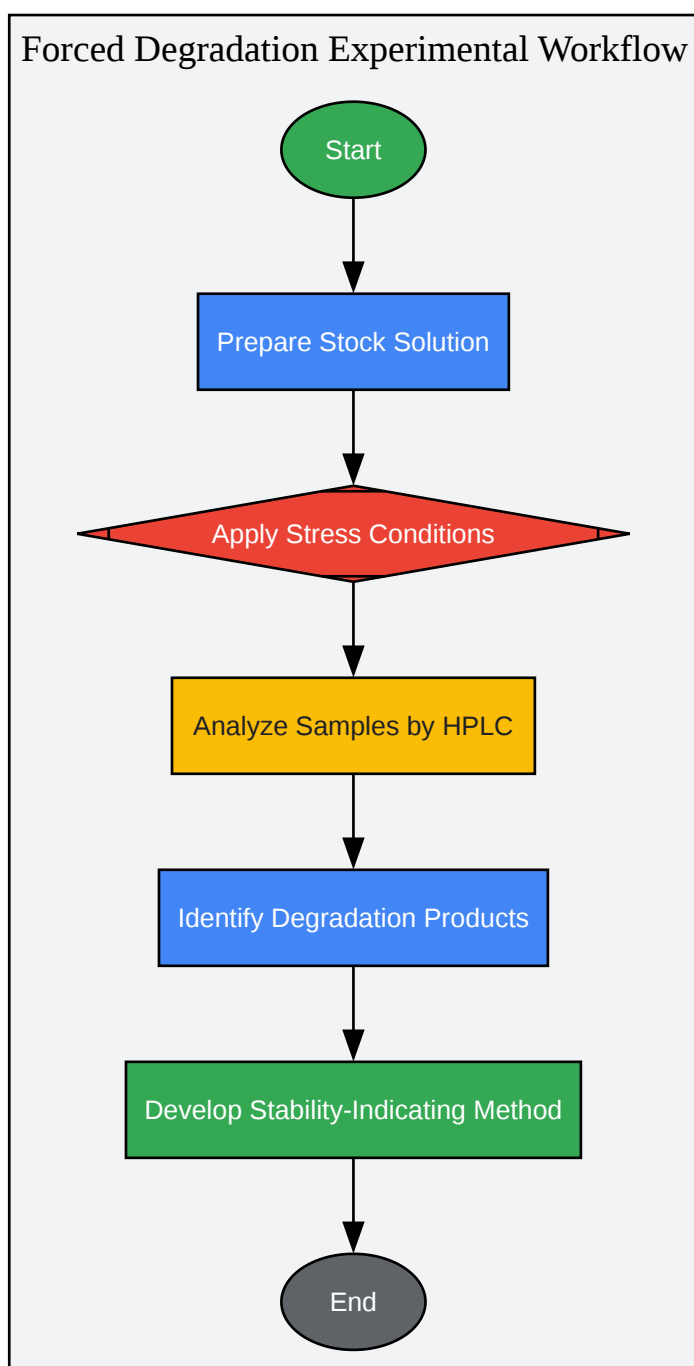 Forced Degradation Experimental Workflow
Start
Prepare Stock Solution
Apply Stress Conditions
Analyze Samples by HPLC
Identify Degradation Products
Develop Stability-Indicating Method
End